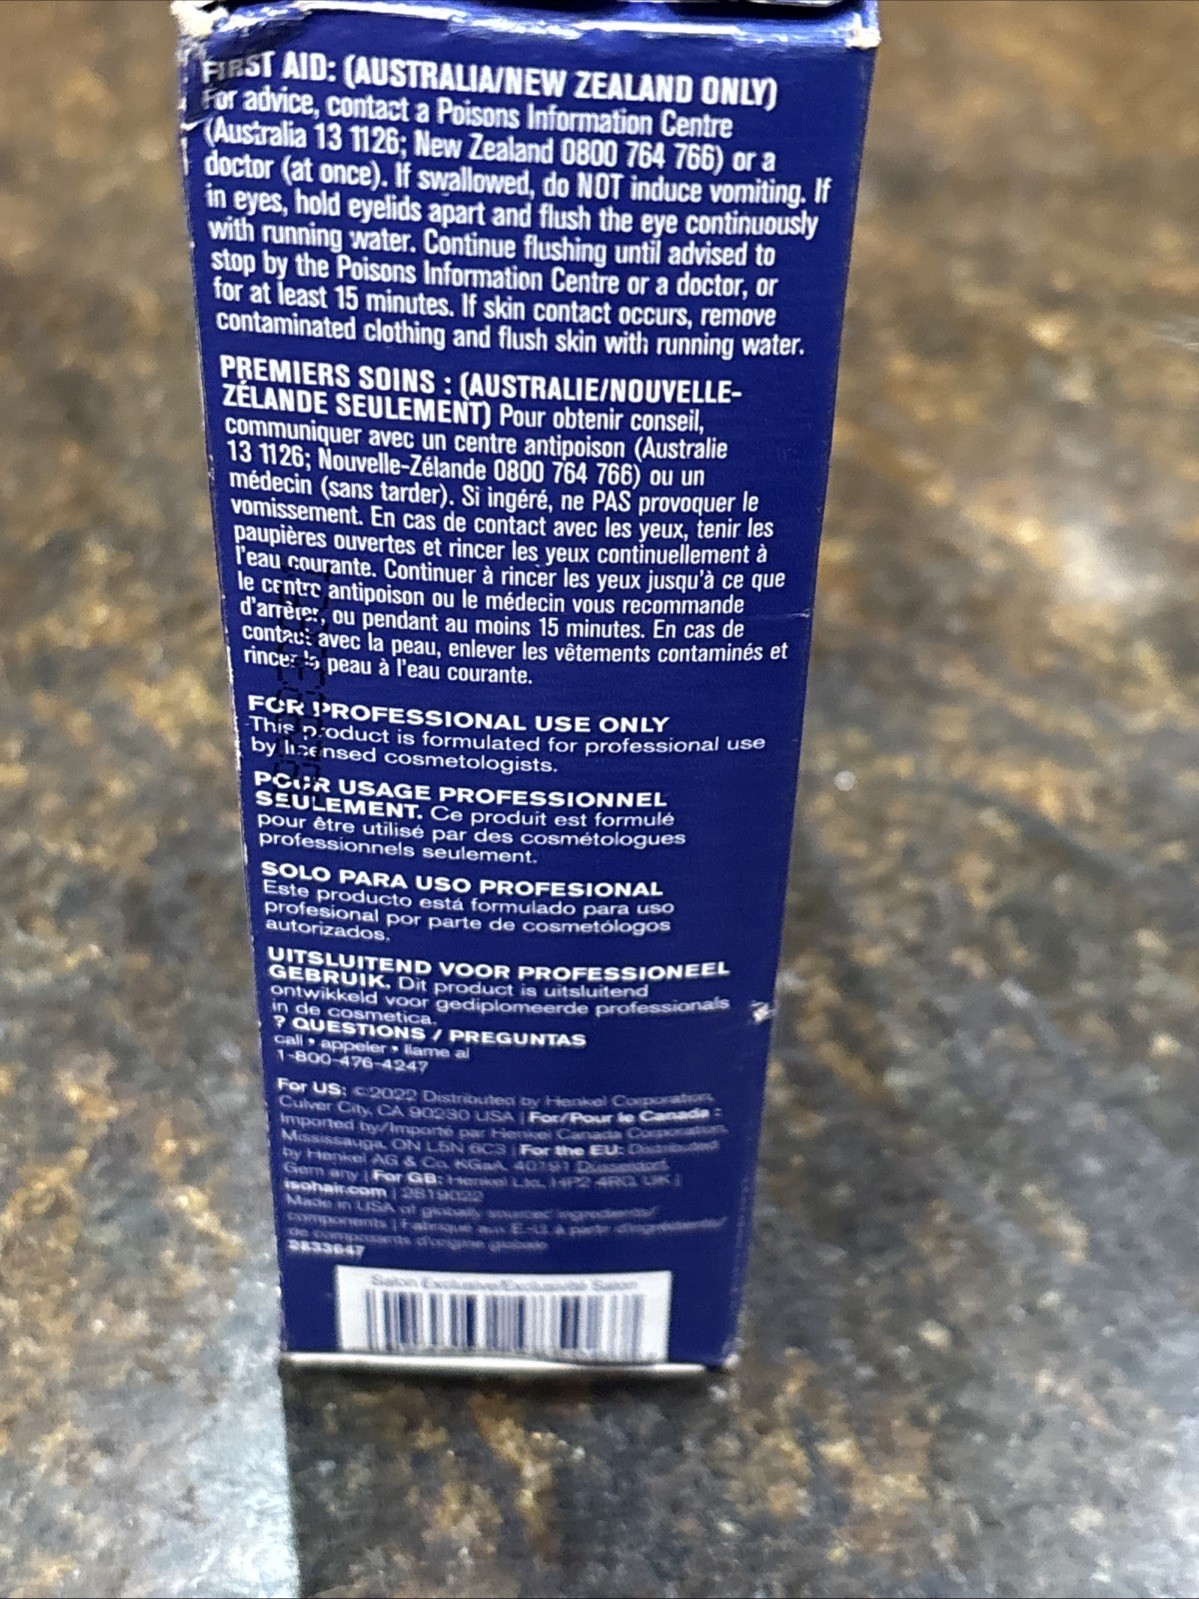 FIRST AID: (AUSTRALIA/NEW ZEALAND ONLY)
For advice, contact a Poisons Information Centre
(Australia 13 1126; New Zealand 0800 764 766) or a
doctor (at once). If swallowed, do NOT induce vomiting. If
in eyes, hold eyelids apart and flush the eye continuously
with running water. Continue flushing until advised to
stop by the Poisons Information Centre or a doctor, or
for at least 15 minutes. If skin contact occurs, remove
contaminated clothing and flush skin with running water.
PREMIERS SOINS : (AUSTRALIE/NOUVELLE-
ZÉLANDE SEULEMENT) Pour obtenir conseil,
communiquer avec un centre antipoison (Australie
13 1126; Nouvelle-Zélande 0800 764 766) ou un
médecin (sans tarder). Si ingéré, ne PAS provoquer le
vomissement. En cas de contact avec les yeux, tenir les
paupières ouvertes et rincer les yeux continuellement à
l'eau courante. Continuer à rincer les yeux jusqu'à ce que
le centre antipoison ou le médecin vous recommande
d'arrêter, ou pendant au moins 15 minutes. En cas de
contact avec la peau, enlever les vêtements contaminés et
rincer la peau à l'eau courante.
FOR PROFESSIONAL USE ONLY
This product is formulated for professional use
by licensed cosmetologists.
POUR USAGE PROFESSIONNEL
SEULEMENT. Ce produit est formulé
pour être utilisé par des cosmétologues
professionnels seulement.
SOLO PARA USO PROFESIONAL
Este producto está formulado para uso
profesional por parte de cosmetólogos
autorizados.
UITSLUITEND VOOR PROFESSIONEEL
GEBRUIK. Dit product is uitsluitend
ontwikkeld voor gediplomeerde professionals
in de cosmetica.
? QUESTIONS / PREGUNTAS
call • appeler • llame al
1-800-476-4247
For US: ©2022 Distributed by Henkel Corporation,
Culver City, CA 90230 USA | For/Pour le Canada :
Imported by/Importé par Henkel Canada Corporation,
Mississauga, ON L5N 6C3 | For the EU: Distributed
by Henkel AG & Co. KGaA, 40191 Dusseldorf,
Germany | For GB: Henkel Ltd., HP2 4RQ, UK |
isohair.com | 2819022
Made in USA of globally sourced ingredients/
components | Fabriqué aux É.-U. à partir d'ingrédients/
de composants d'origine globale
2833647
Salon Exclusive/Exclusivité Salon